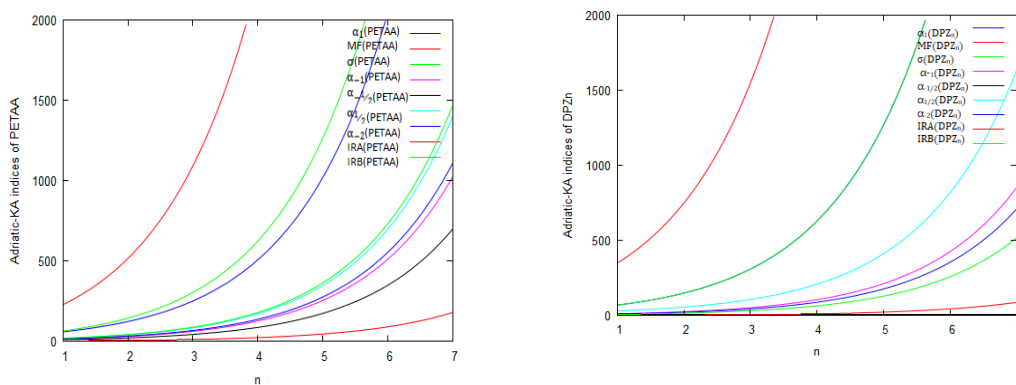 Adriatic-KA indices of PETAA
2000
1500
1000
500
0
1 2 3 4 5 6 7
n
α₁(PETAA)
MF(PETAA)
σ(PETAA)
α₋₁(PETAA)
α₋₁/₂(PETAA)
α₁/₂(PETAA)
α₋₂(PETAA)
IRA(PETAA)
IRB(PETAA)
Adriatic-KA indices of DPZn
2000
1500
1000
500
0
1 2 3 4 5 6
n
α₁(DPZₙ)
MF(DPZₙ)
σ(DPZₙ)
α₋₁(DPZₙ)
α₋₁/₂(DPZₙ)
α₁/₂(DPZₙ)
α₂(DPZₙ)
IRA(DPZₙ)
IRB(DPZₙ)